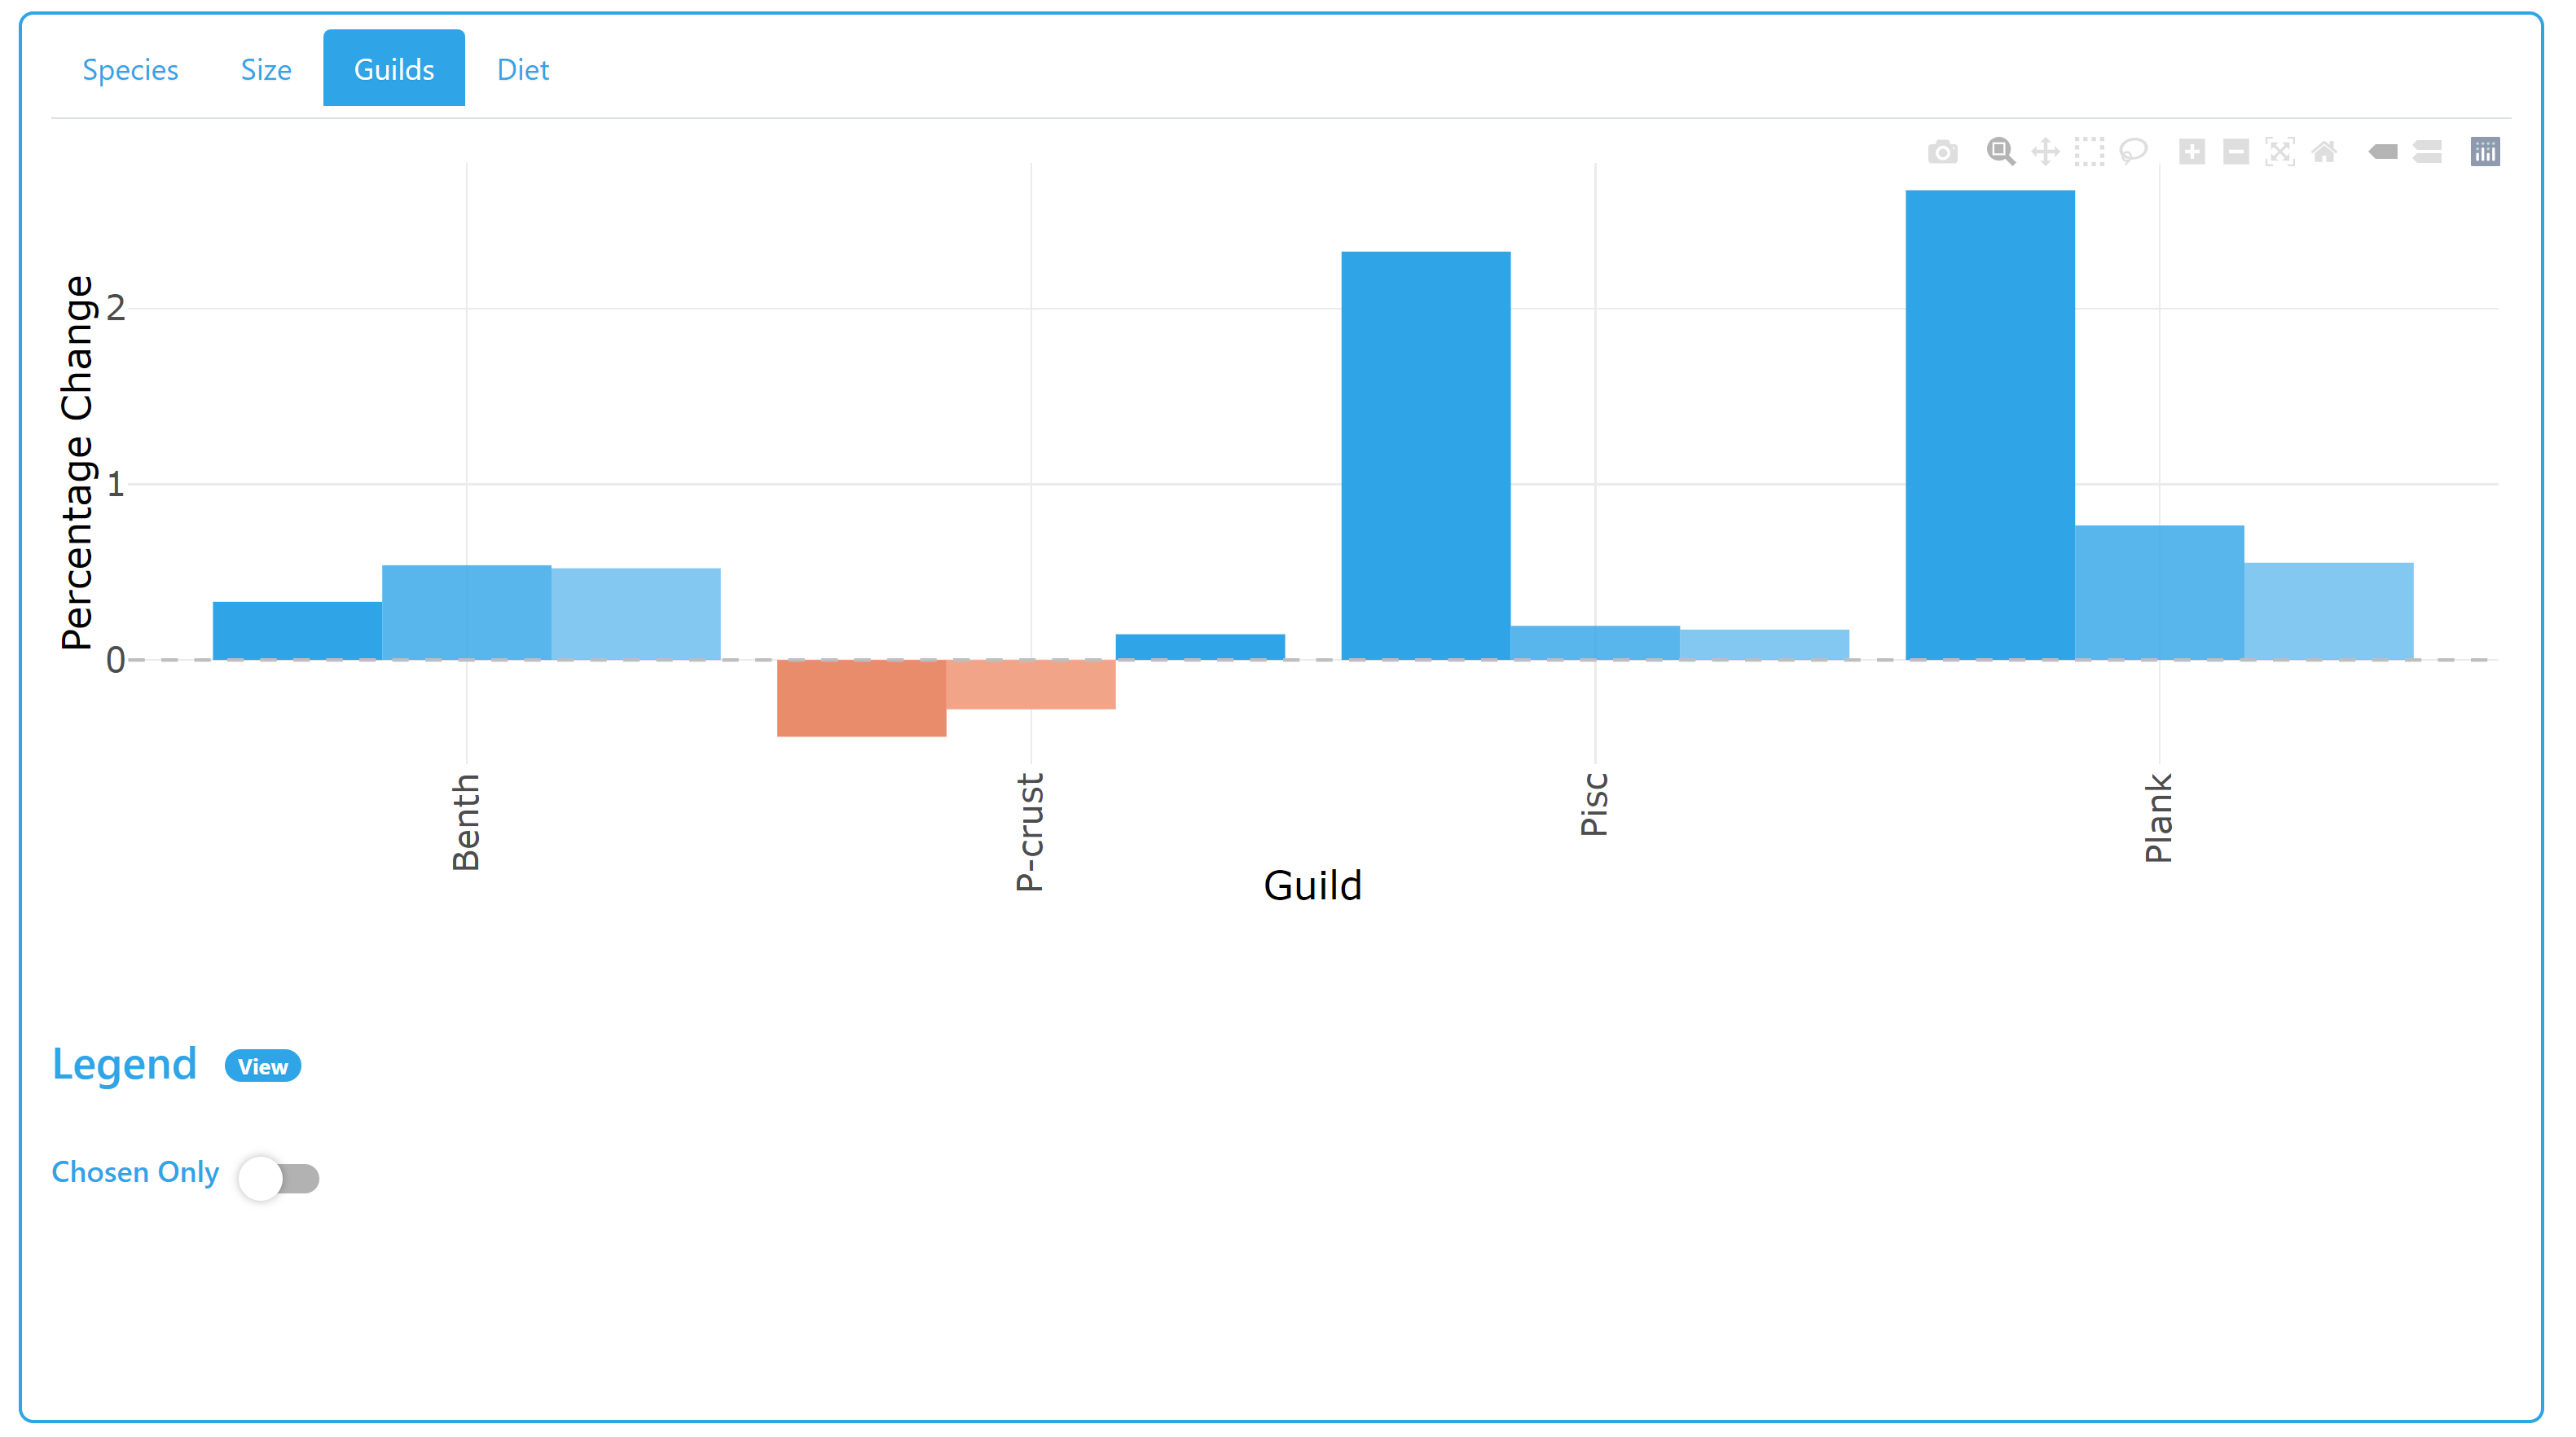 Species Size Guilds Diet
Percentage Change
2
1
0
Benth
P-crust
Pisc
Plank
Guild
Legend View
Chosen Only